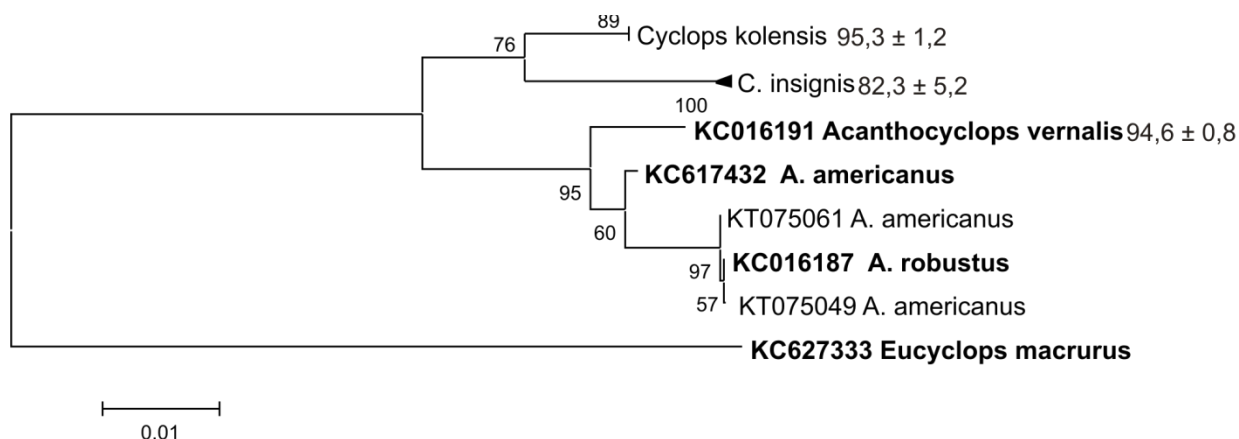 89
Cyclops kolensis 95,3 ± 1,2
76
C. insignis 82,3 ± 5,2
100
KC016191 Acanthocyclops vernalis 94,6 ± 0,8
KC617432 A. americanus
95
KT075061 A. americanus
60
KC016187 A. robustus
97
57 KT075049 A. americanus
KC627333 Eucyclops macrurus
0.01